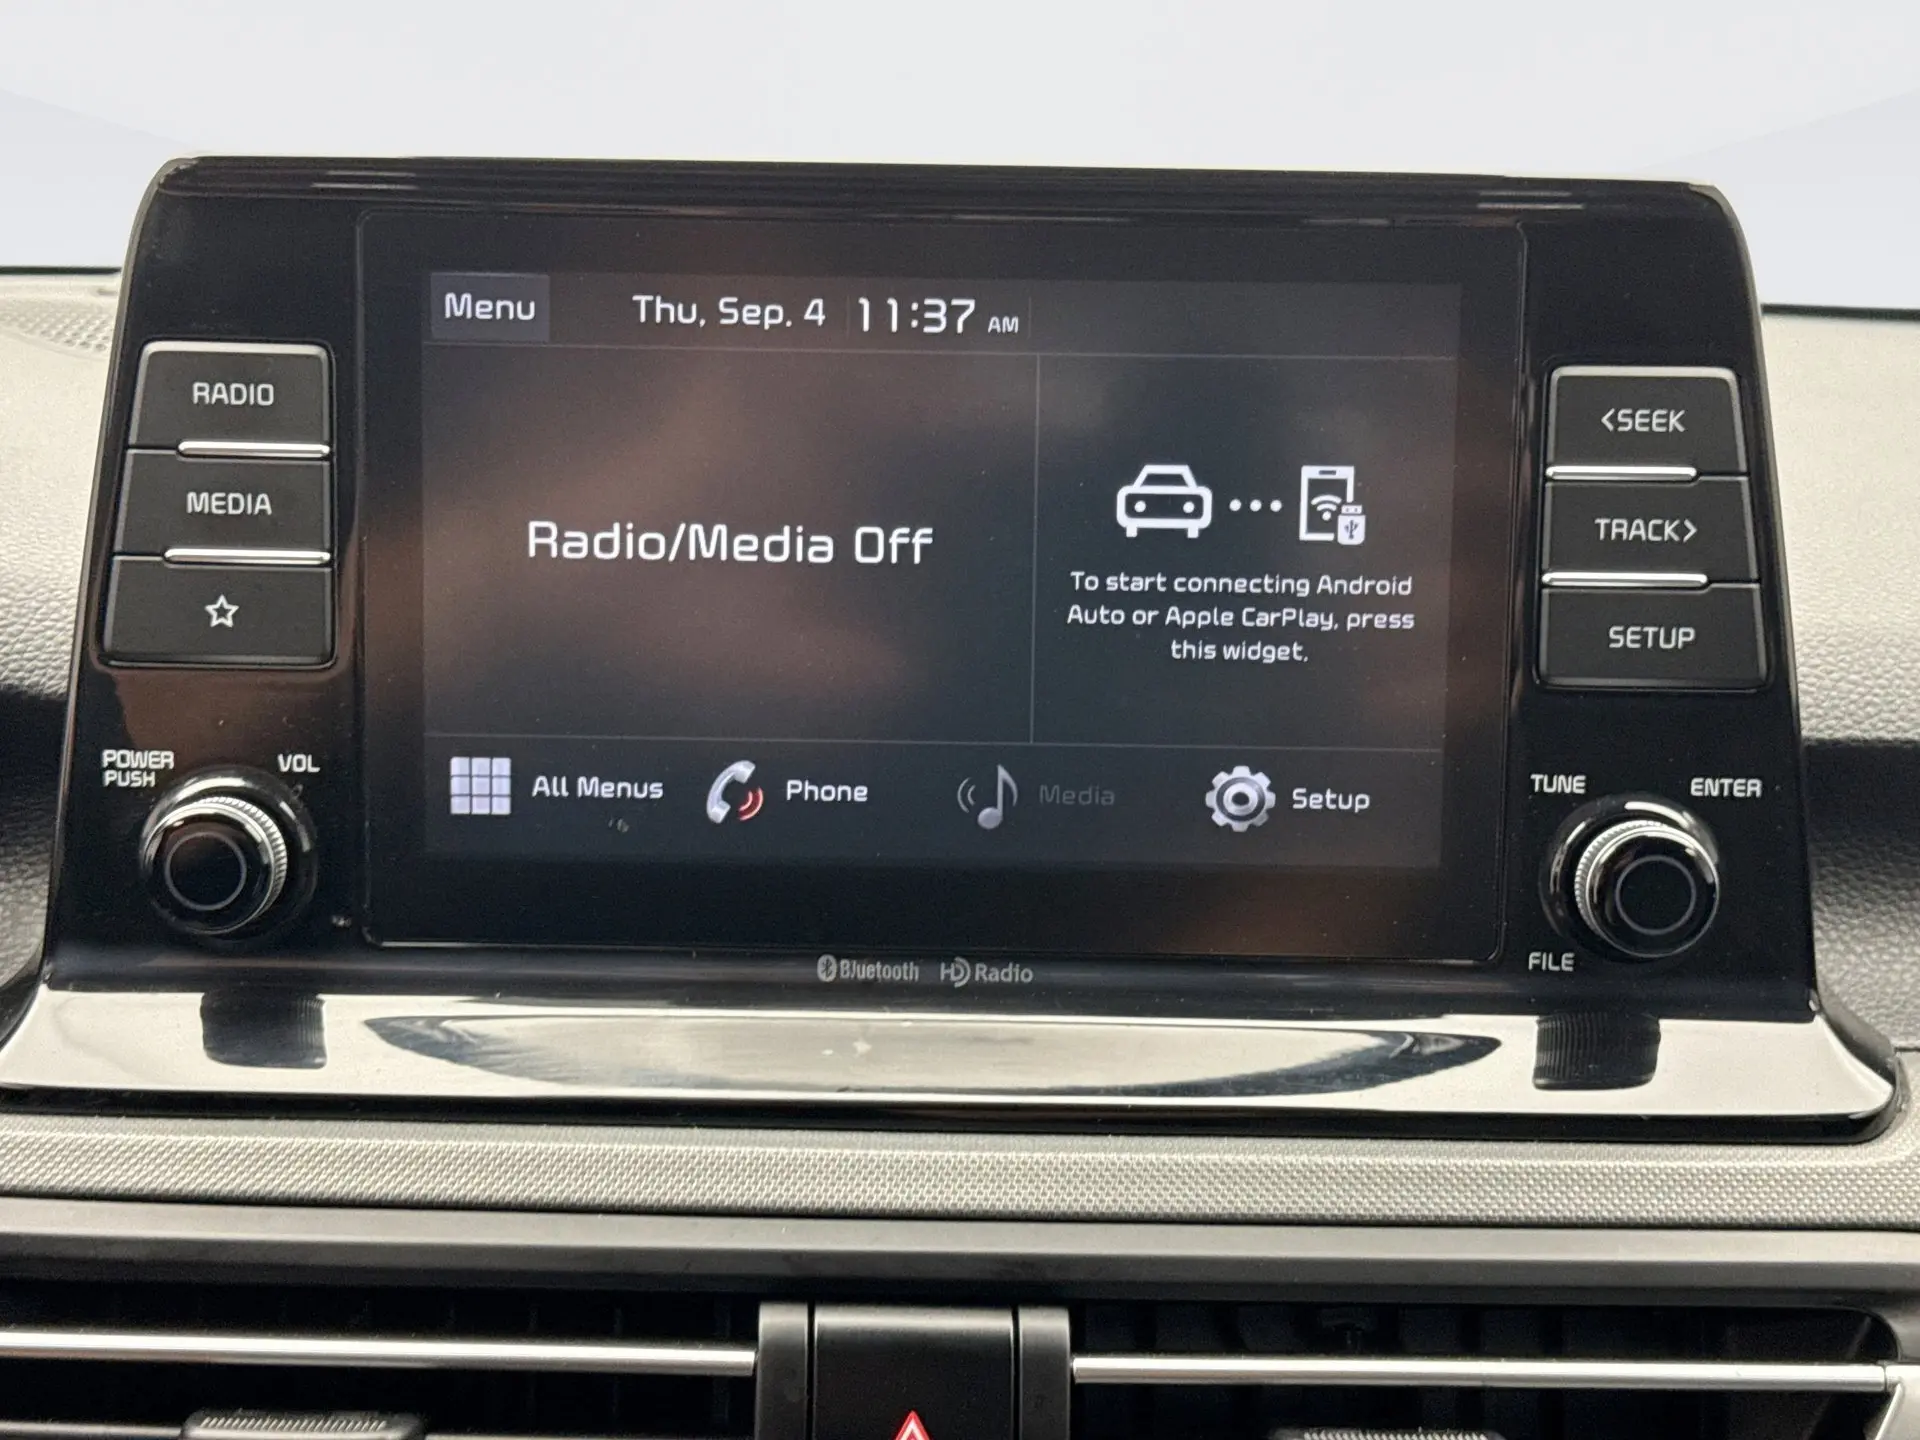 Menu
Thu, Sep. 4 11:37 AM
RADIO
MEDIA
<SEEK
TRACK>
SETUP
Radio/Media Off
To start connecting Android
Auto or Apple CarPlay, press
this widget.
POWER
PUSH
VOL
All Menus
Phone
Media
Setup
TUNE
ENTER
FILE
Bluetooth
HD Radio